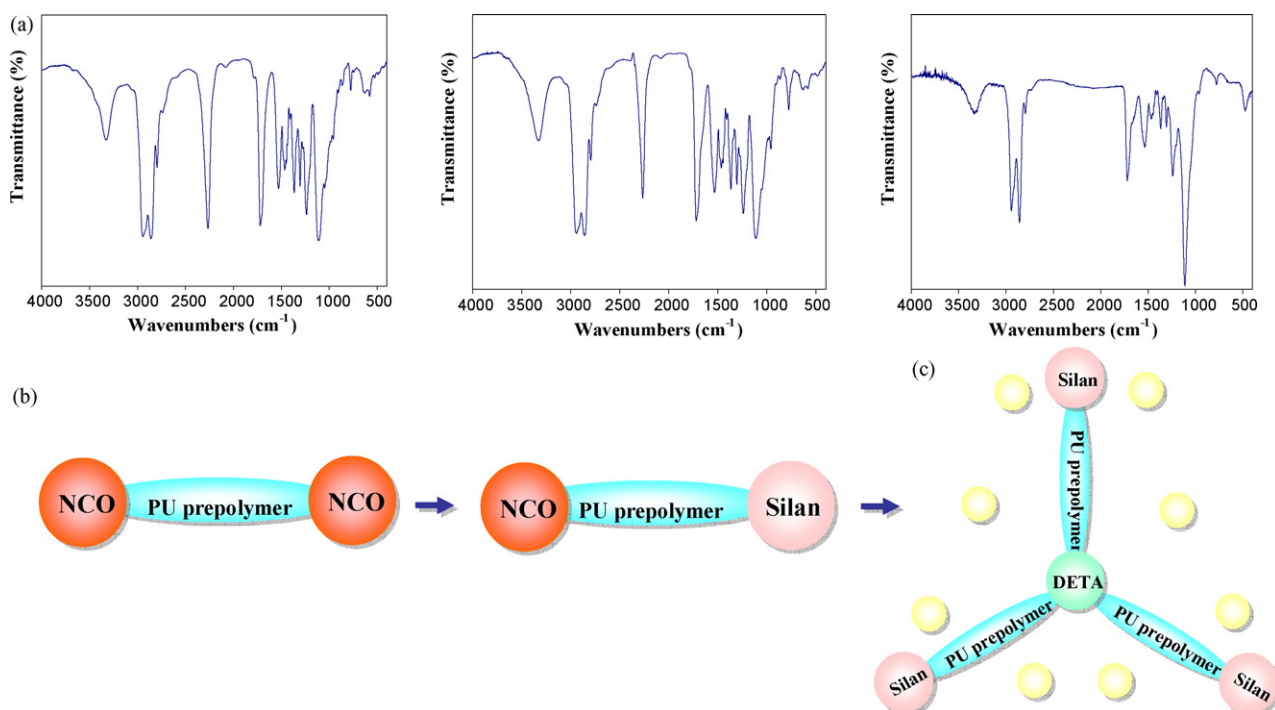 (a)
Transmittance (%)
4000 3500 3000 2500 2000 1500 1000 500
Wavenumbers (cm⁻¹)
Transmittance (%)
4000 3500 3000 2500 2000 1500 1000 500
Wavenumbers (cm⁻¹)
Transmittance (%)
4000 3000 2000 1500 1000 500
Wavenumbers (cm⁻¹)
(b)
NCO PU prepolymer NCO
NCO PU prepolymer Silan
(c)
Silan
PU prepolymer
DETA
PU prepolymer
PU prepolymer
Silan
Silan